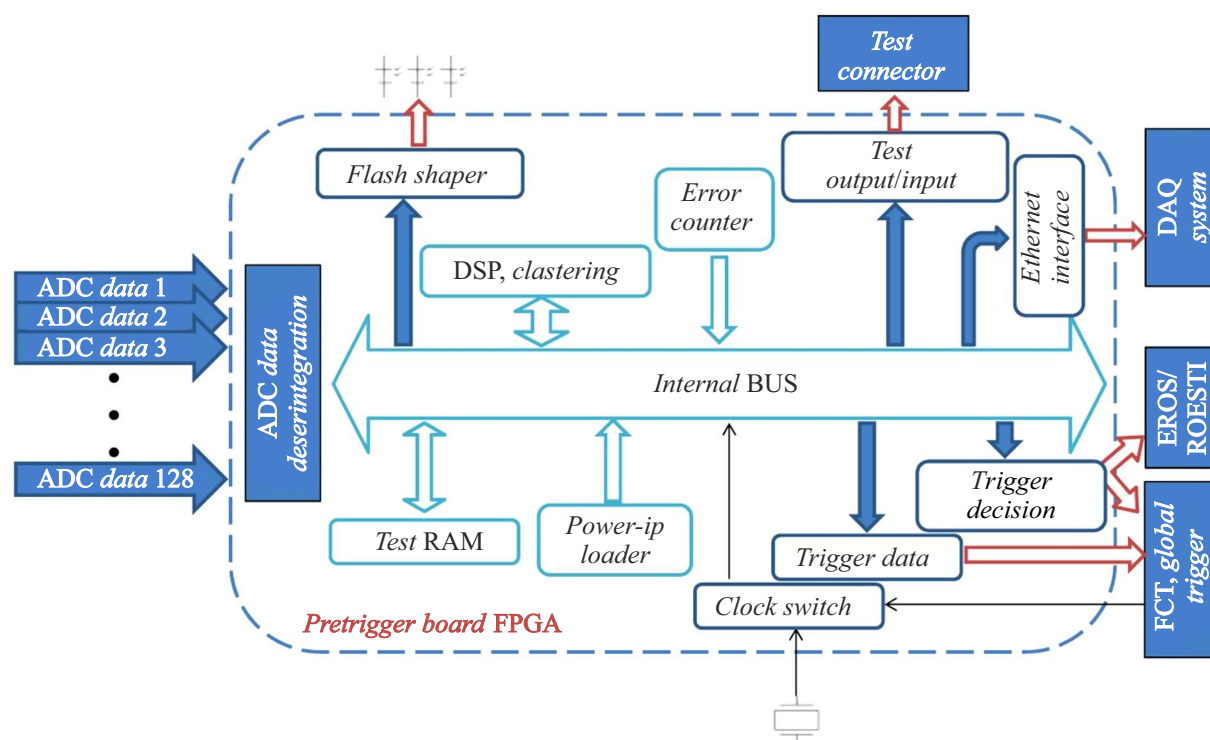 Test
connector
Flash shaper
Test
output/input
Error
counter
Ethernet
interface
DAQ
system
DSP, clastering
ADC data 1
ADC data 2
ADC data 3
ADC data 128
ADC data
deserintegration
Internal BUS
EROS/
ROESTI
Trigger
decision
Test RAM
Power-ip
loader
Trigger data
FCT, global
trigger
Clock switch
Pretrigger board FPGA